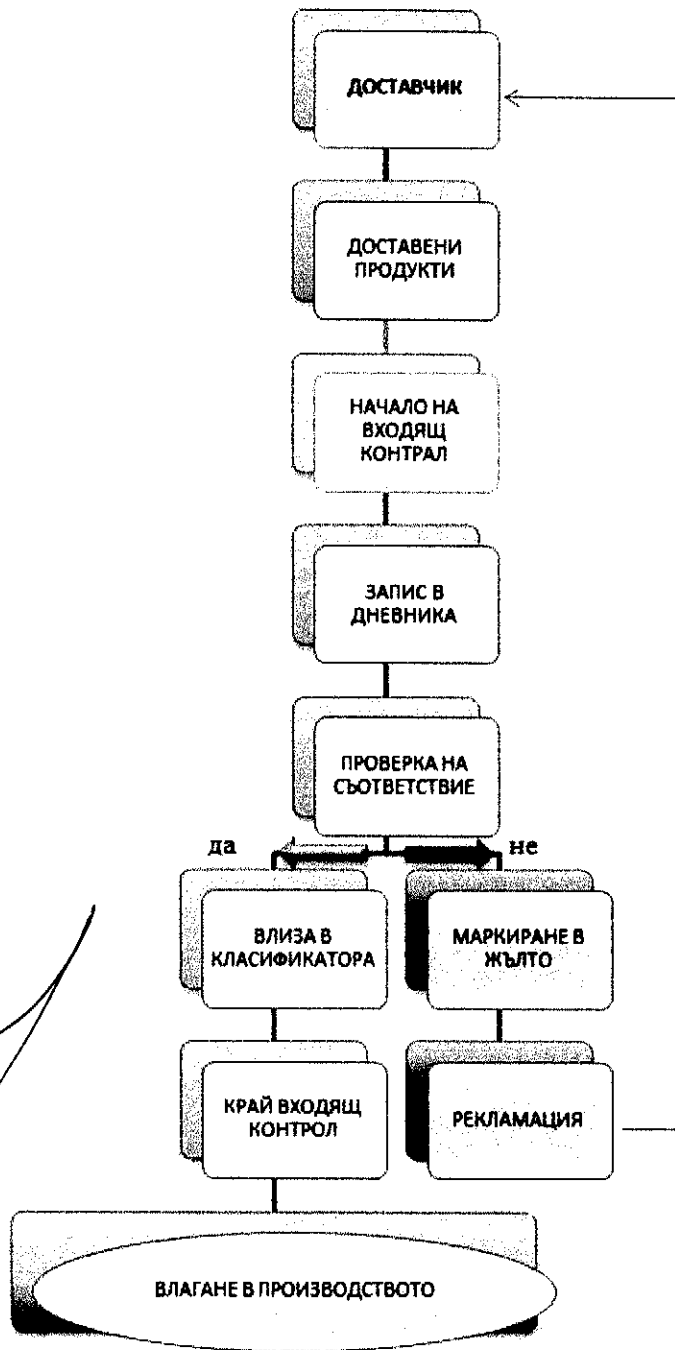 ДОСТАВЧИК
ДОСТАВЕНИ
ПРОДУКТИ
НАЧАЛО НА
ВХОДЯЩ
КОНТРАЛ
ЗАПИС В
ДНЕВНИКА
ПРОВЕРКА НА
СЪОТВЕТСТВИЕ
да
не
ВЛИЗА В
КЛАСИФИКАТОРА
МАРКИРАНЕ В
ЖЪЛТО
КРАЙ ВХОДЯЩ
КОНТРОЛ
РЕКЛАМАЦИЯ
ВЛАГАНЕ В ПРОИЗВОДСТВОТО